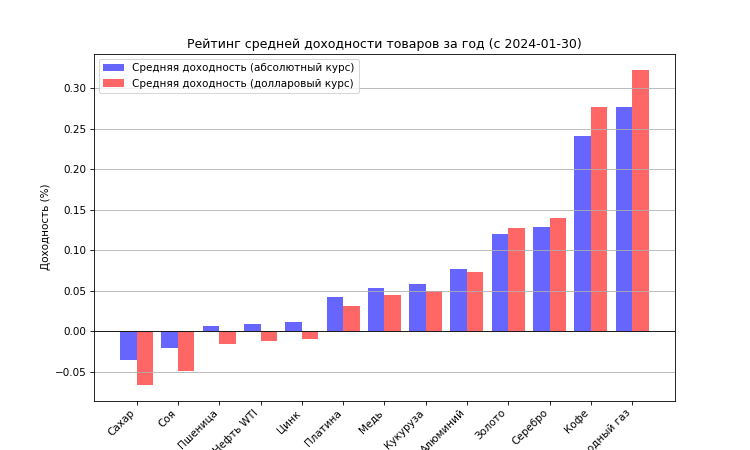 Рейтинг средней доходности товаров за год (с 2024-01-30)
Средняя доходность (абсолютный курс)
Средняя доходность (долларовый курс)
Доходность (%)
0.30
0.25
0.20
0.15
0.10
0.05
0.00
−0.05
Сахар
Соя
Пшеница
Нефть WTI
Цинк
Платина
Медь
Кукуруза
Алюминий
Золото
Серебро
Кофе
газ